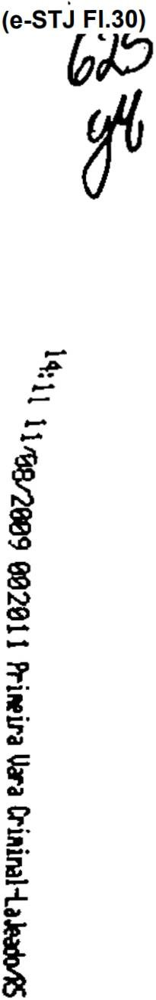 (e-STJ Fl.30)
625
14:11 11/08/2009 002011 Primeira Vara Criminal-Lajeado/RS